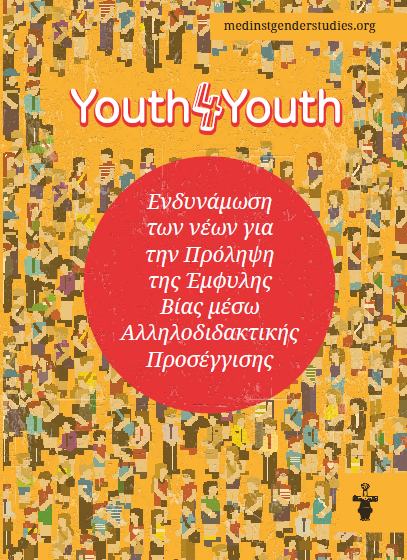 medinstgenderstudies.org
Youth4Youth
Ενδυνάμωση
των νέων για
την Πρόληψη
της Έμφυλης
Βίας μέσω
Αλληλοδιδακτικής
Προσέγγισης